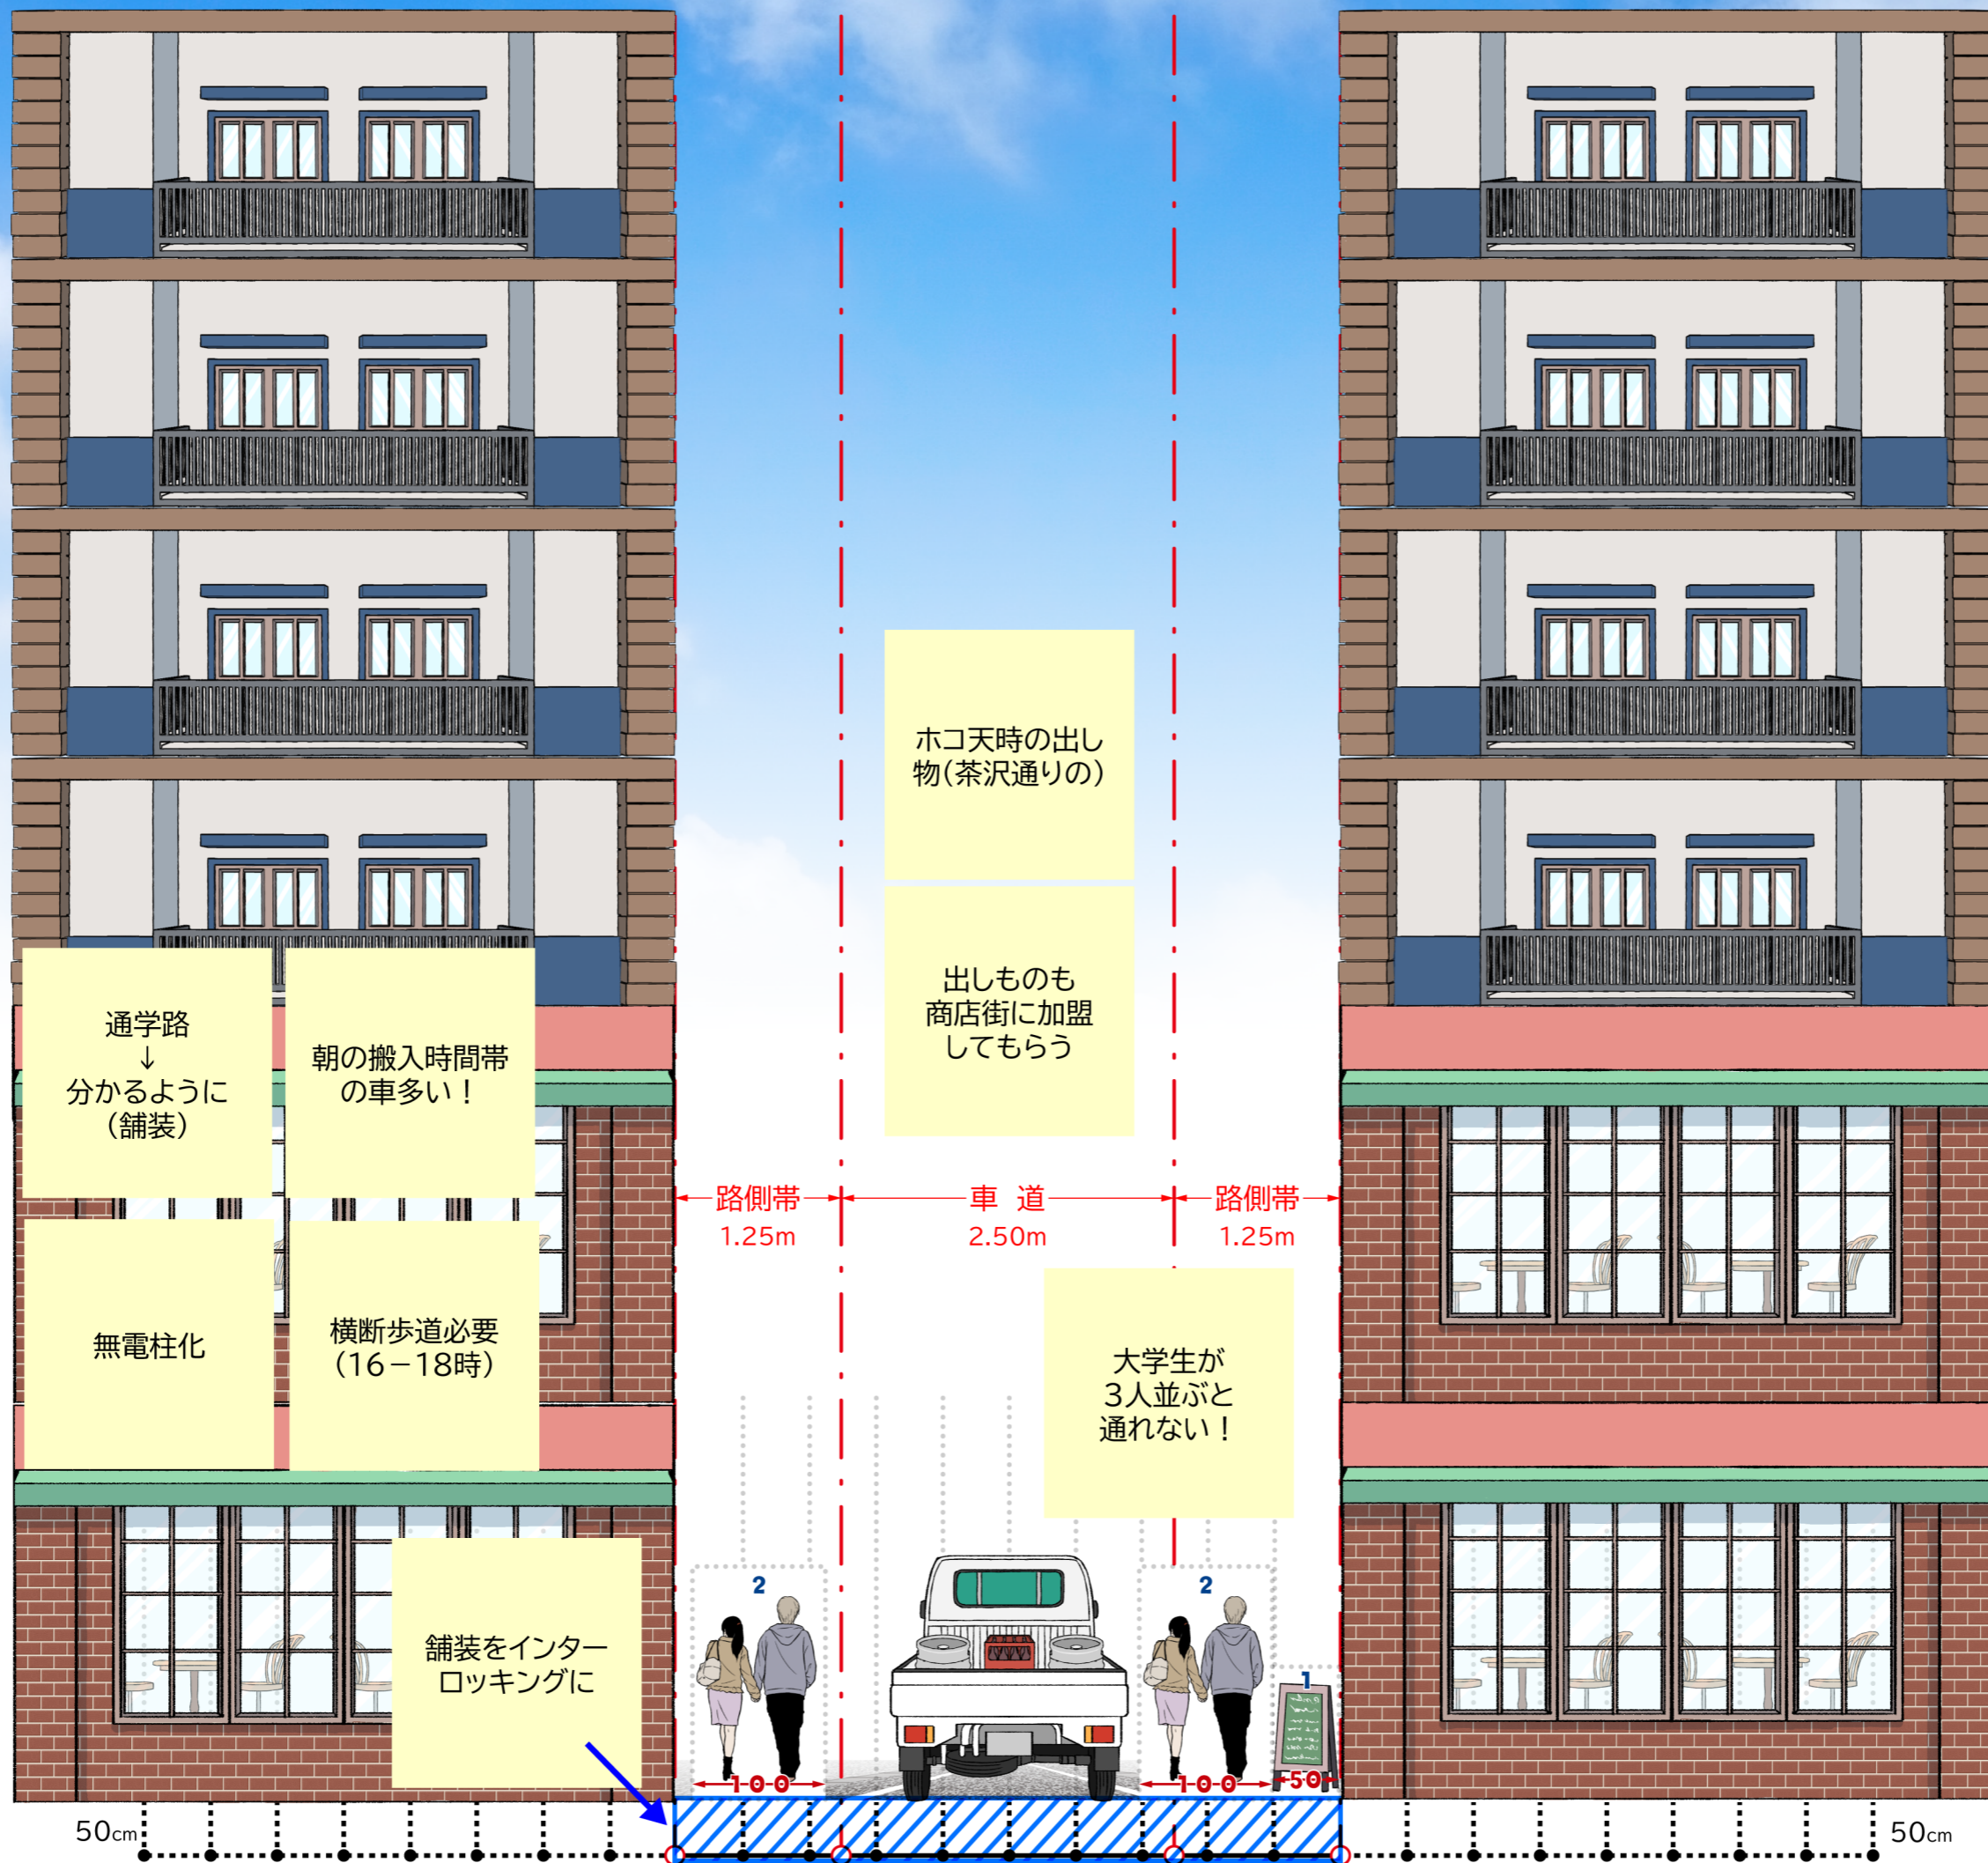 ホコ天時の出し
物(茶沢通りの)
出しものも
商店街に加盟
してもらう
通学路
↓
分かるように
(舗装)
朝の搬入時間帯
の車多い！
路側帯
1.25m
車 道
2.50m
路側帯
1.25m
無電柱化
横断歩道必要
(16－18時)
大学生が
3人並ぶと
通れない！
舗装をインター
ロッキングに
2
2
1
100
100
50
50cm
50cm